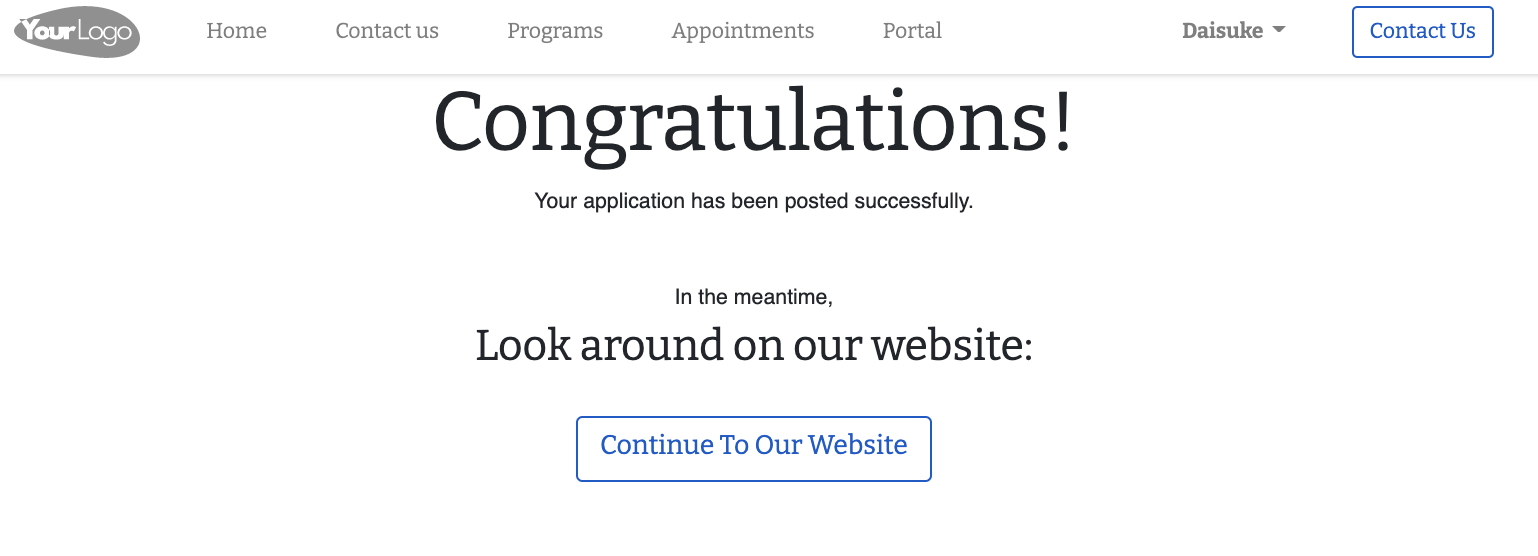 YourLogo
Home Contact us Programs Appointments Portal Daisuke Contact Us
Congratulations!
Your application has been posted successfully.
In the meantime,
Look around on our website:
Continue To Our Website